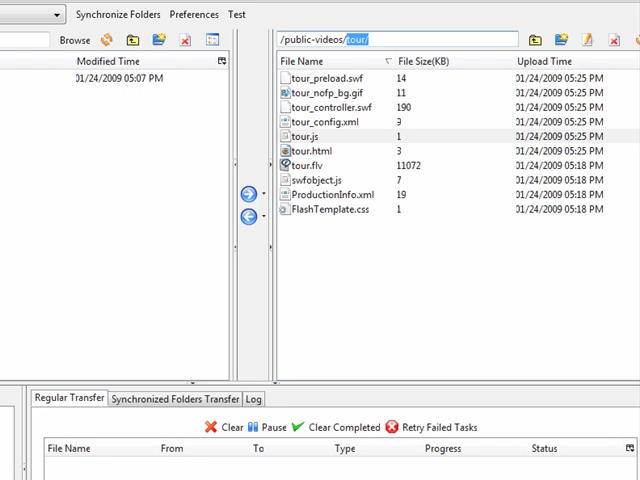 Synchronize Folders Preferences Test
Browse
/public-videos/tour/
Modified Time
File Name File Size(KB) Upload Time
01/24/2009 05:07 PM
tour_preload.swf 14 01/24/2009 05:25 PM
tour_nofp_bg.gif 11 01/24/2009 05:25 PM
tour_controller.swf 190 01/24/2009 05:25 PM
tour_config.xml 9 01/24/2009 05:25 PM
tour.js 1 01/24/2009 05:25 PM
tour.html 3 01/24/2009 05:25 PM
tour.flv 11072 01/24/2009 05:18 PM
swfobject.js 7 01/24/2009 05:18 PM
ProductionInfo.xml 19 01/24/2009 05:18 PM
FlashTemplate.css 1 01/24/2009 05:18 PM
Regular Transfer Synchronized Folders Transfer Log
Clear Pause Clear Completed Retry Failed Tasks
File Name From To Type Progress Status